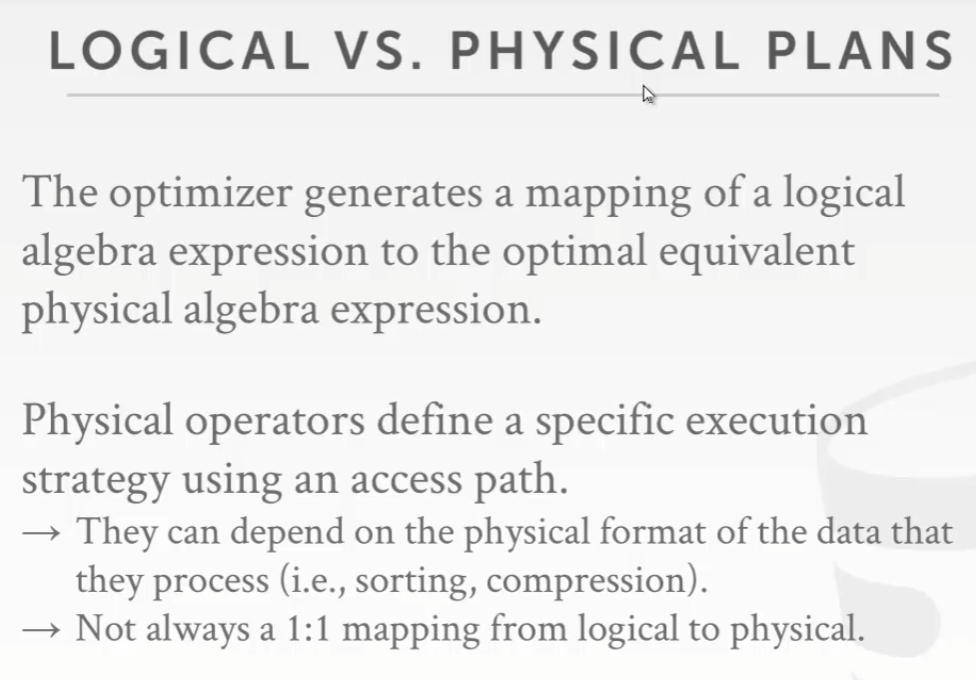 LOGICAL VS. PHYSICAL PLANS
The optimizer generates a mapping of a logical
algebra expression to the optimal equivalent
physical algebra expression.
Physical operators define a specific execution
strategy using an access path.
→ They can depend on the physical format of the data that
they process (i.e., sorting, compression).
→ Not always a 1:1 mapping from logical to physical.